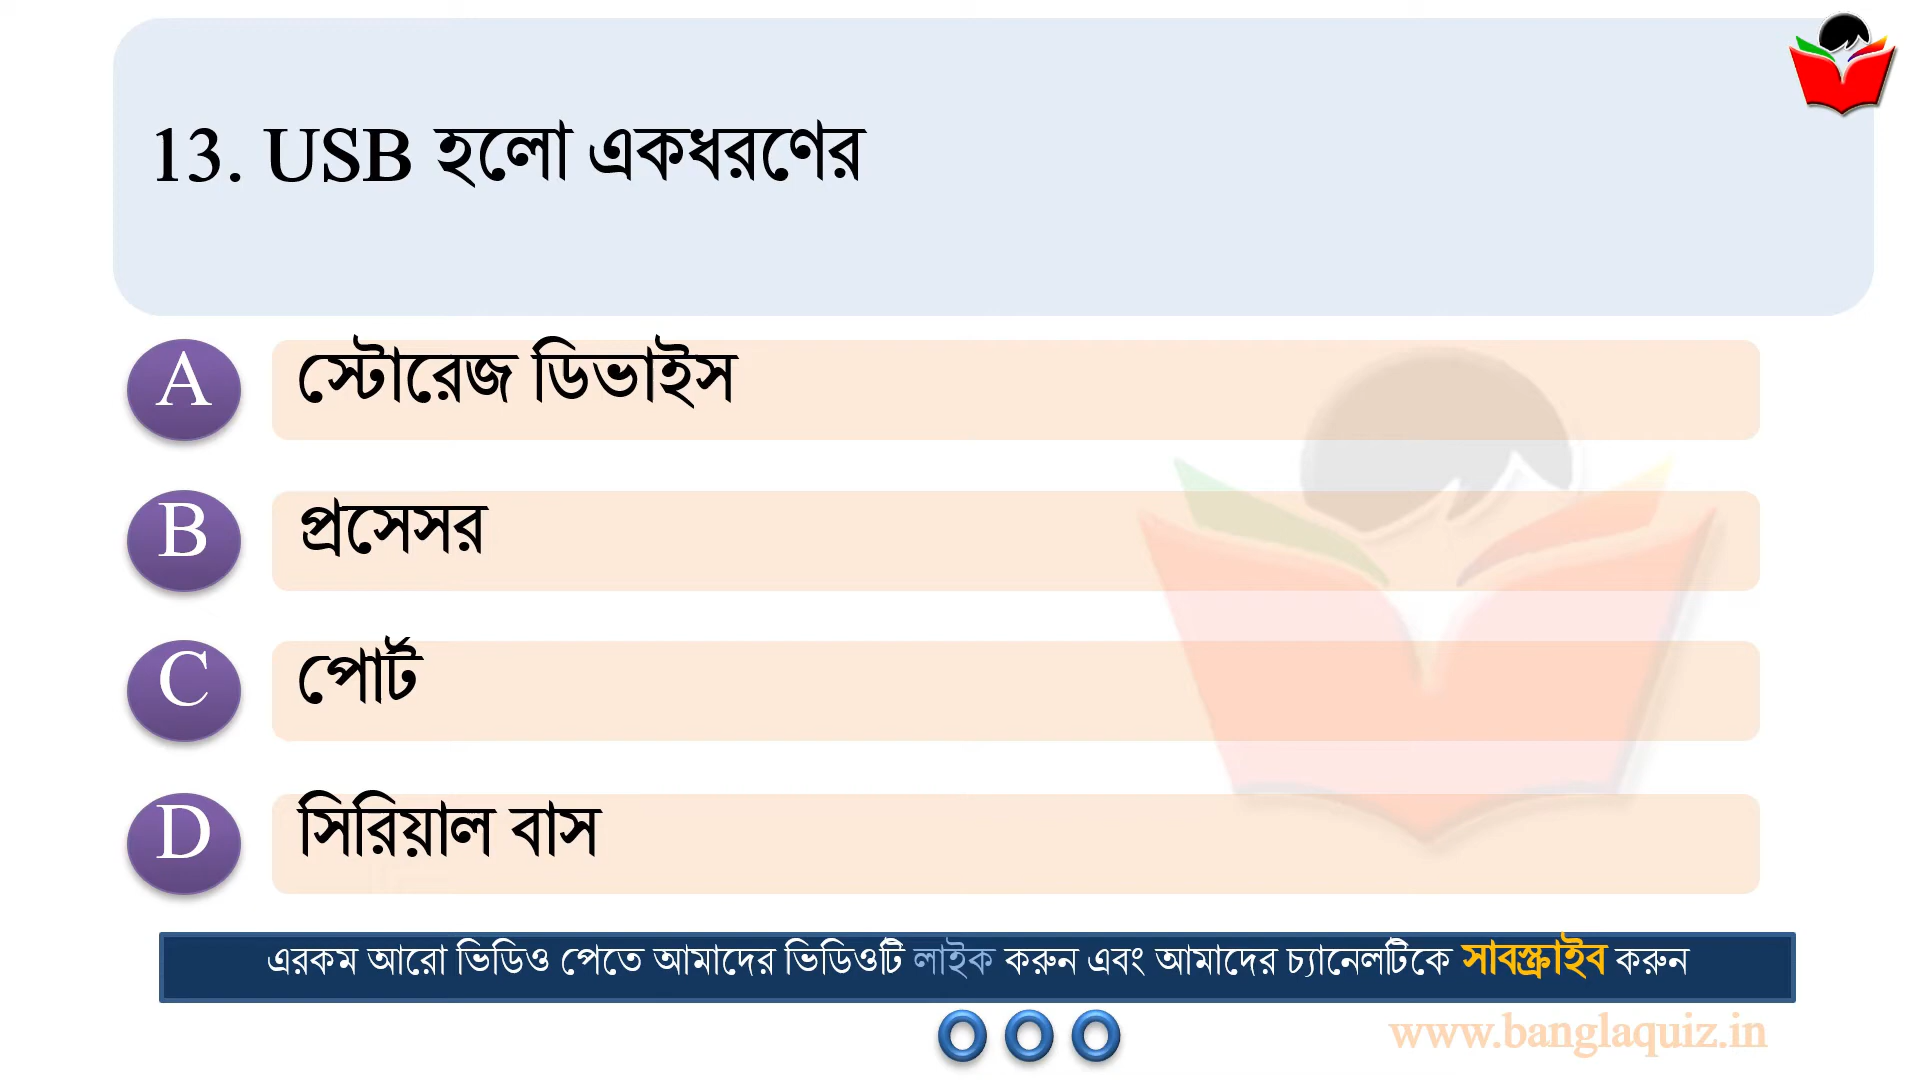 13. USB হলো একধরণের
A স্টোরেজ ডিভাইস
B প্রসেসর
C পোর্ট
D সিরিয়াল বাস
এরকম আরো ভিডিও পেতে আমাদের ভিডিওটি লাইক করুন এবং আমাদের চ্যানেলটিকে সাবস্ক্রাইব করুন
www.banglaquiz.in